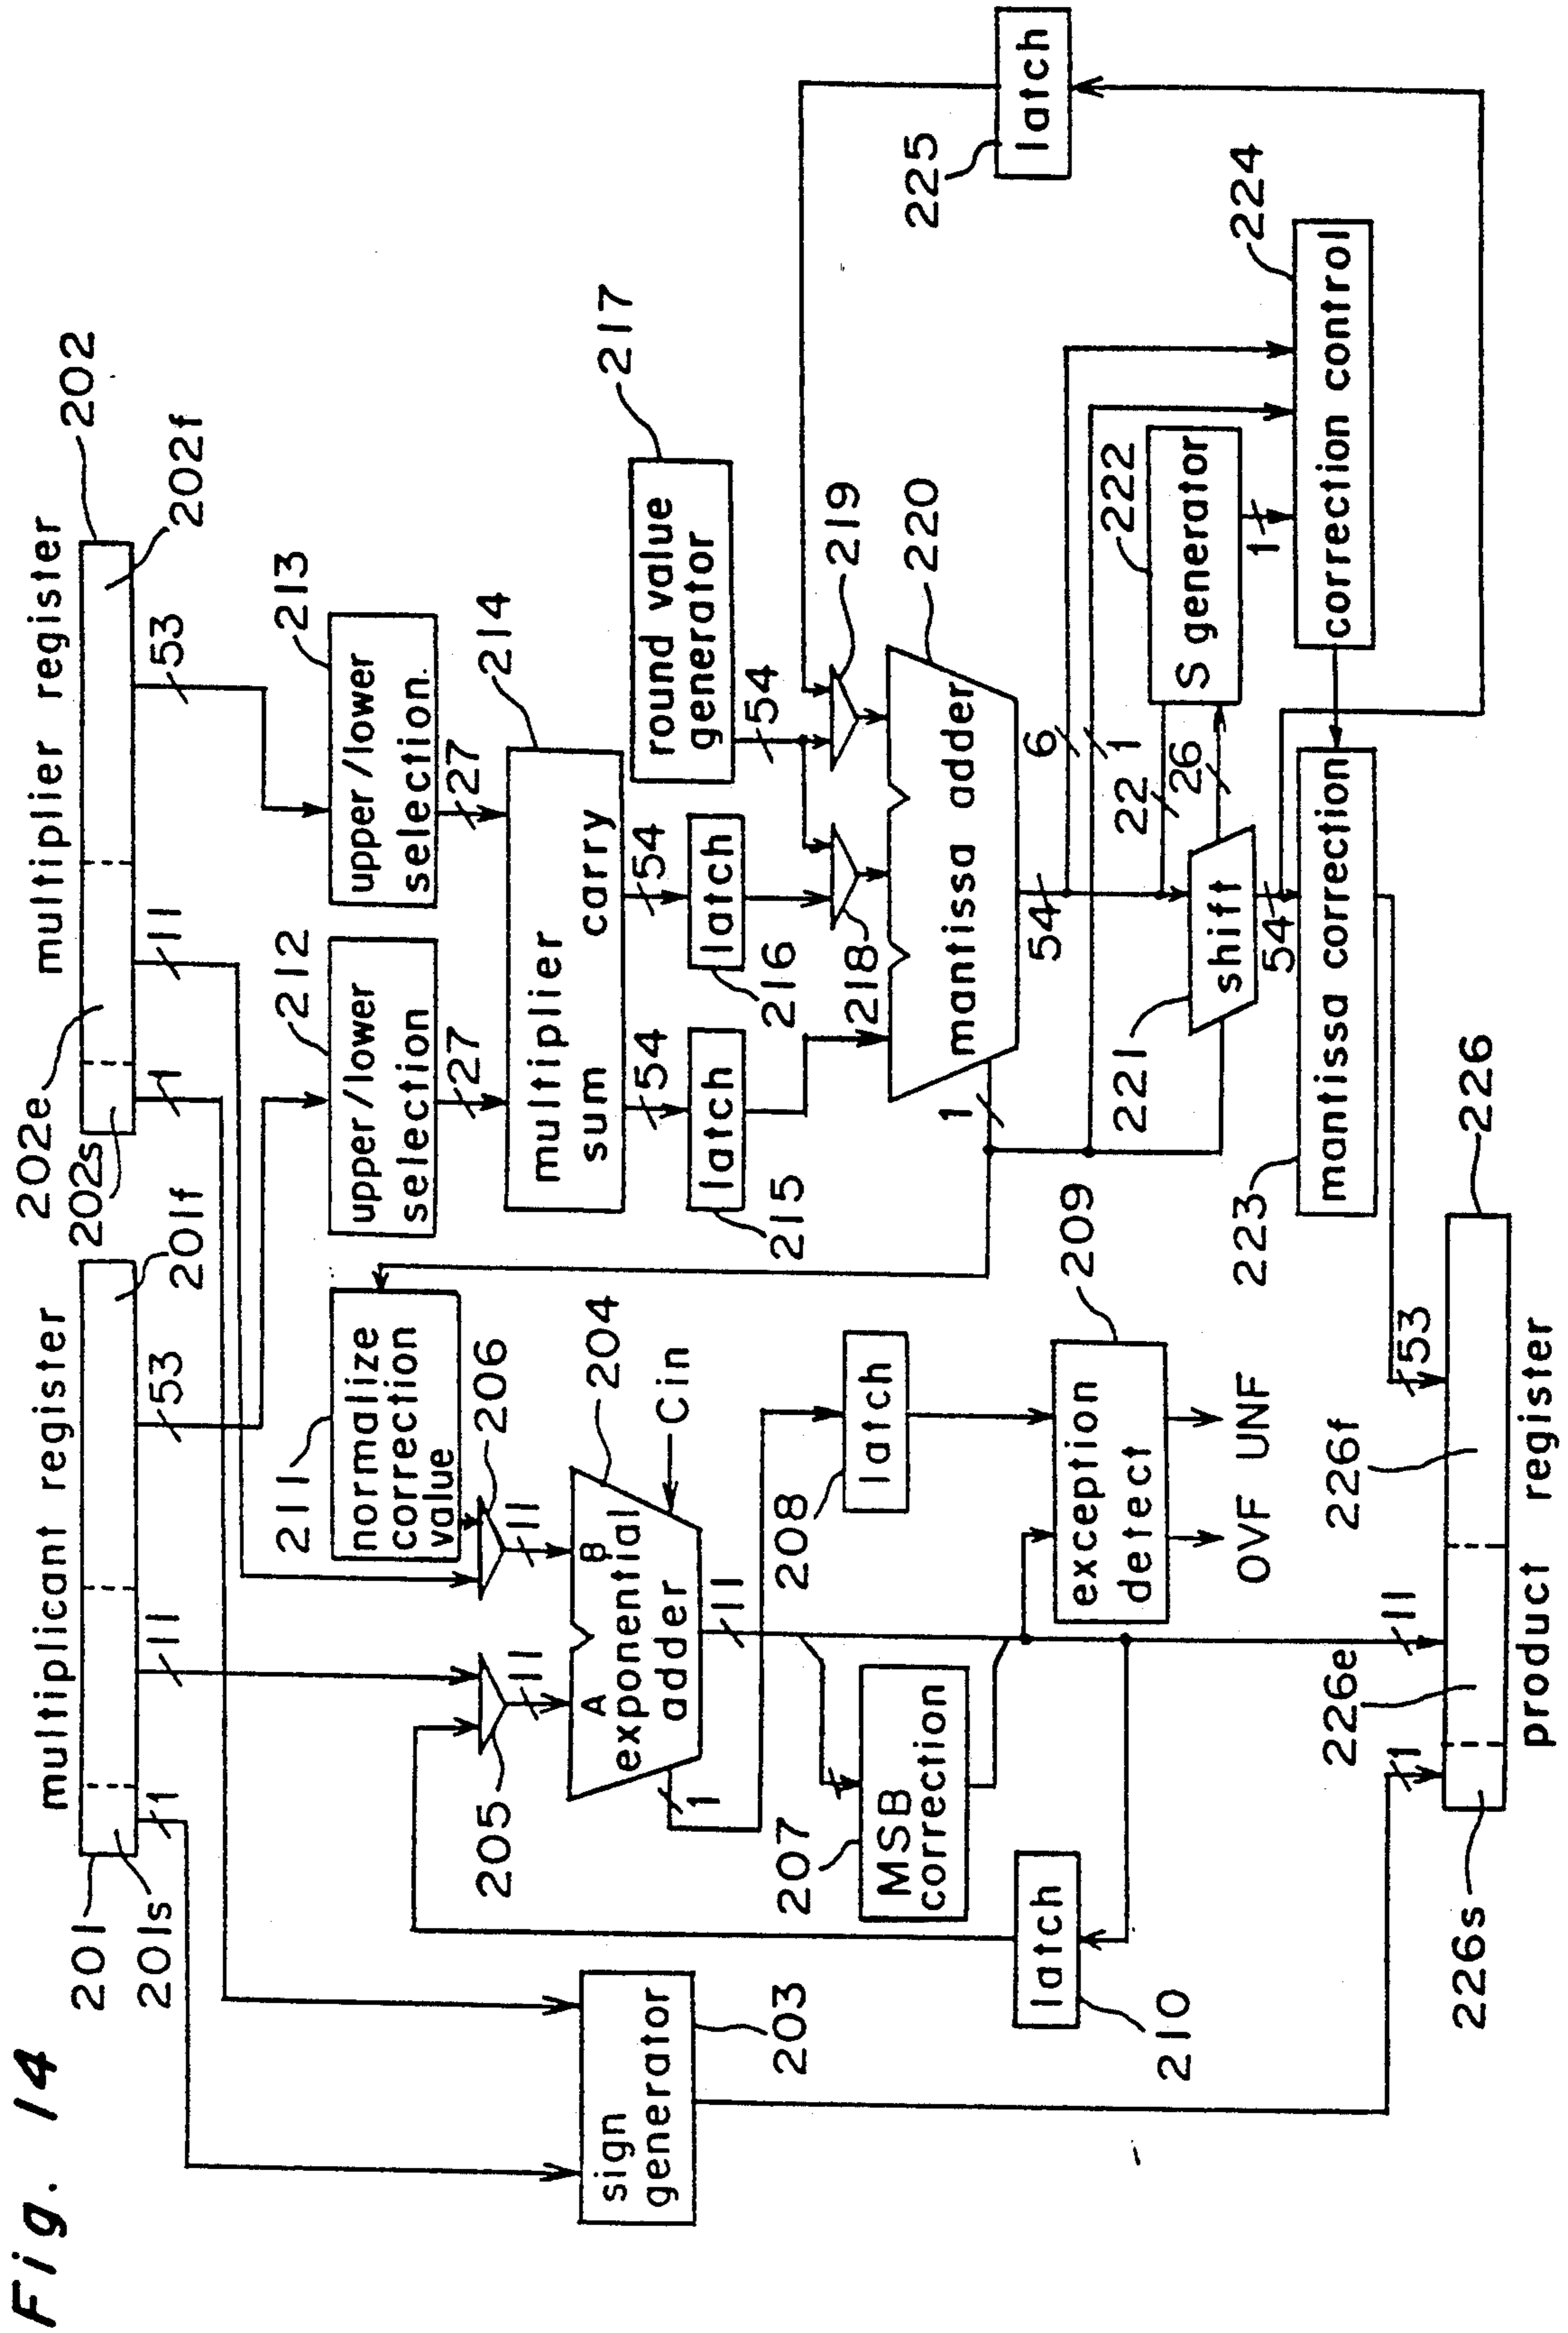 Fig. 14
multiplicant register
multiplier register
201
201s
201f
202
202e
202s
202f
1
11
53
1
11
53
211
normalize
correction
value
212
upper/lower
selection
213
upper/lower
selection
27
27
205
206
11
11
214
multiplier
sum
carry
54
54
sign
generator
203
A
B
exponential
adder
204
Cin
1
11
215
latch
216
latch
217
round value
generator
54
218
219
mantissa adder
220
1
54
6
1
207
MSB
correction
208
latch
209
exception
detect
OVF
UNF
210
latch
22
26
221
shift
222
S generator
1
54
223
mantissa correction
224
correction control
225
latch
1
11
53
226
226s
226e
226f
product register